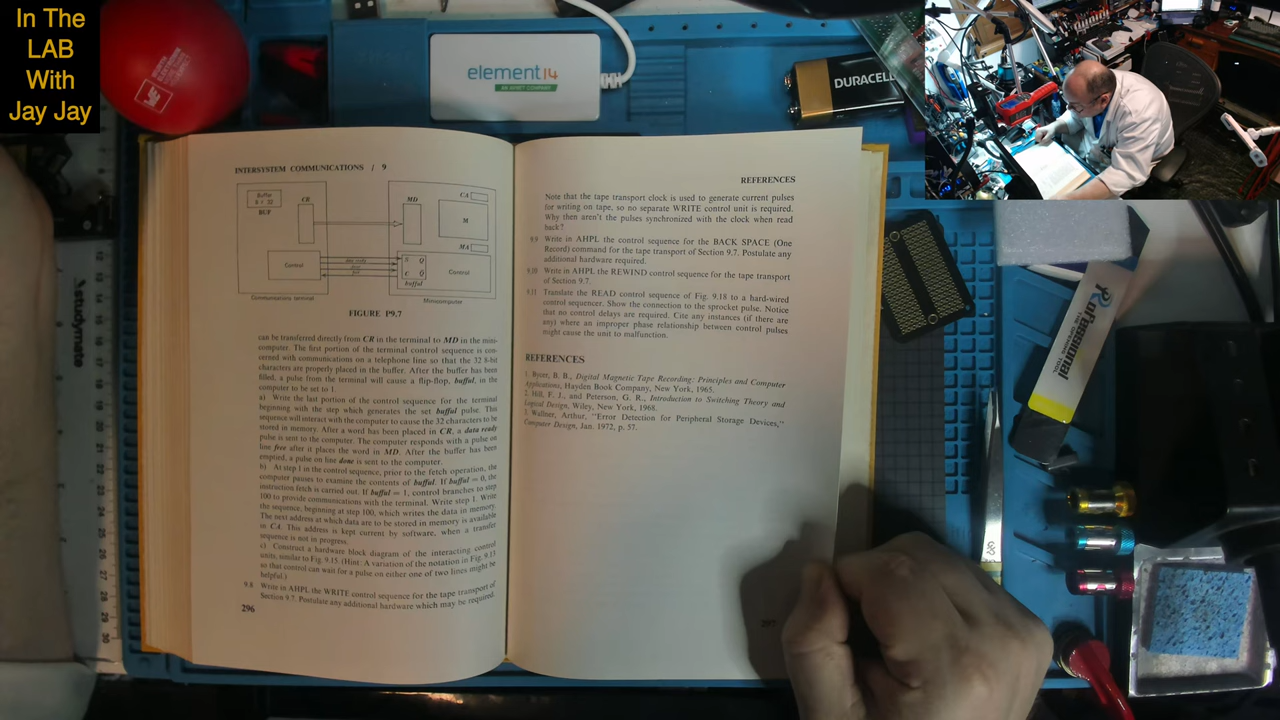 In The
LAB
With
Jay Jay
element14
AN AVNET COMPANY
DURACELL
studymate
Professional
INTERSYSTEM COMMUNICATIONS / 9
Buffer
8 × 32
BUF
CR
MD
CA
M
MA
Control
data ready
free
done
S Q
C Q̄
bufful
Control
Communications terminal
Minicomputer
FIGURE P9.7
can be transferred directly from CR in the terminal to MD in the mini-
computer. The first portion of the terminal control sequence is con-
cerned with communications on a telephone line so that the 32 8-bit
characters are properly placed in the buffer. After the buffer has been
filled, a pulse from the terminal will cause a flip-flop, bufful, in the
computer to be set to 1.
a) Write the last portion of the control sequence for the terminal
beginning with the step which generates the set bufful pulse. This
sequence will interact with the computer to cause the 32 characters to be
stored in memory. After a word has been placed in CR, a data ready
pulse is sent to the computer. The computer responds with a pulse on
line free after it places the word in MD. After the buffer has been
emptied, a pulse on line done is sent to the computer.
b) At step 1 in the control sequence, prior to the fetch operation, the
computer pauses to examine the contents of bufful. If bufful = 0, the
instruction fetch is carried out. If bufful = 1, control branches to step
100 to provide communications with the terminal. Write step 1. Write
the sequence, beginning at step 100, which writes the data in memory.
The next address at which data are to be stored in memory is available
in CA. This address is kept current by software, when a transfer
sequence is not in progress.
c) Construct a hardware block diagram of the interacting control
units, similar to Fig. 9.15. (Hint: A variation of the notation in Fig. 9.13
so that control can wait for a pulse on either one of two lines might be
helpful.)
9.8 Write in AHPL the WRITE control sequence for the tape transport of
Section 9.7. Postulate any additional hardware which may be required.
296
REFERENCES
Note that the tape transport clock is used to generate current pulses
for writing on tape, so no separate WRITE control unit is required.
Why then aren't the pulses synchronized with the clock when read
back?
9.9 Write in AHPL the control sequence for the BACK SPACE (One
Record) command for the tape transport of Section 9.7. Postulate any
additional hardware required.
9.10 Write in AHPL the REWIND control sequence for the tape transport
of Section 9.7.
9.11 Translate the READ control sequence of Fig. 9.18 to a hard-wired
control sequencer. Show the connection to the sprocket pulse. Notice
that no control delays are required. Cite any instances (if there are
any) where an improper phase relationship between control pulses
might cause the unit to malfunction.
REFERENCES
1. Bycer, B. B., Digital Magnetic Tape Recording: Principles and Computer
Applications, Hayden Book Company, New York, 1965.
2. Hill, F. J., and Peterson, G. R., Introduction to Switching Theory and
Logical Design, Wiley, New York, 1968.
3. Wallner, Arthur, "Error Detection for Peripheral Storage Devices,"
Computer Design, Jan. 1972, p. 57.
297